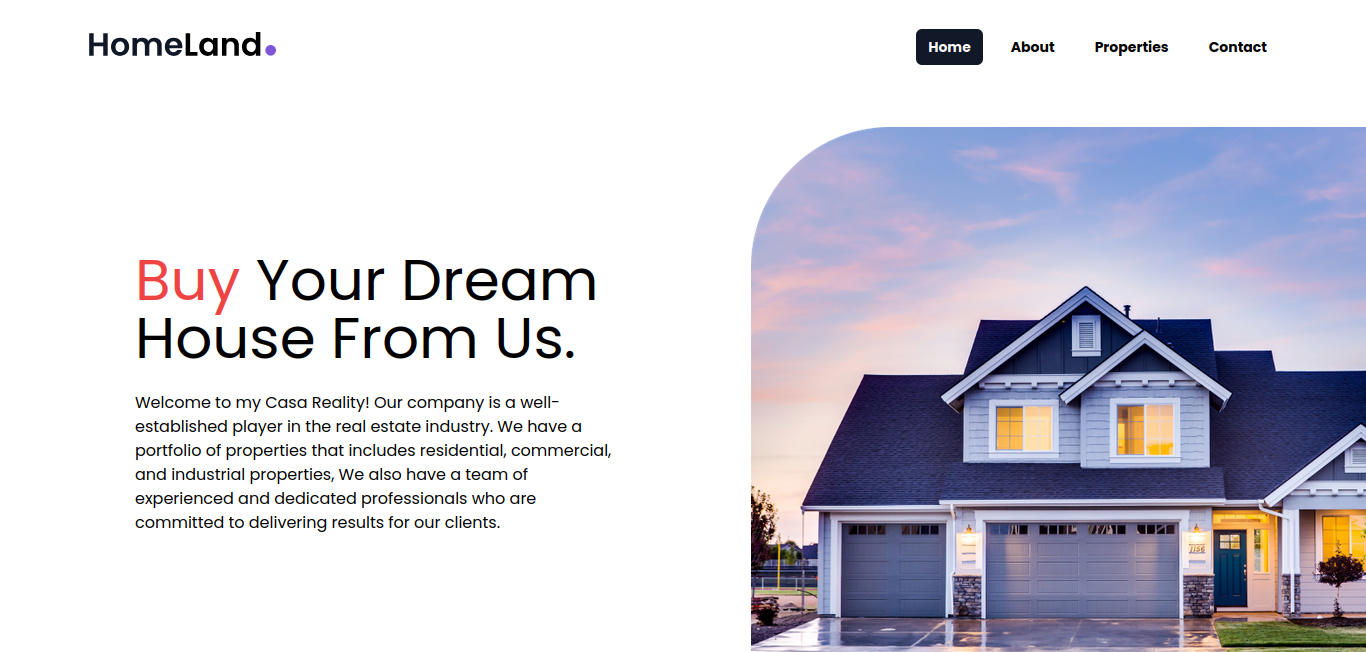 HomeLand
Home About Properties Contact
Buy Your Dream
House From Us.
Welcome to my Casa Reality! Our company is a well-
established player in the real estate industry. We have a
portfolio of properties that includes residential, commercial,
and industrial properties, We also have a team of
experienced and dedicated professionals who are
committed to delivering results for our clients.
1156